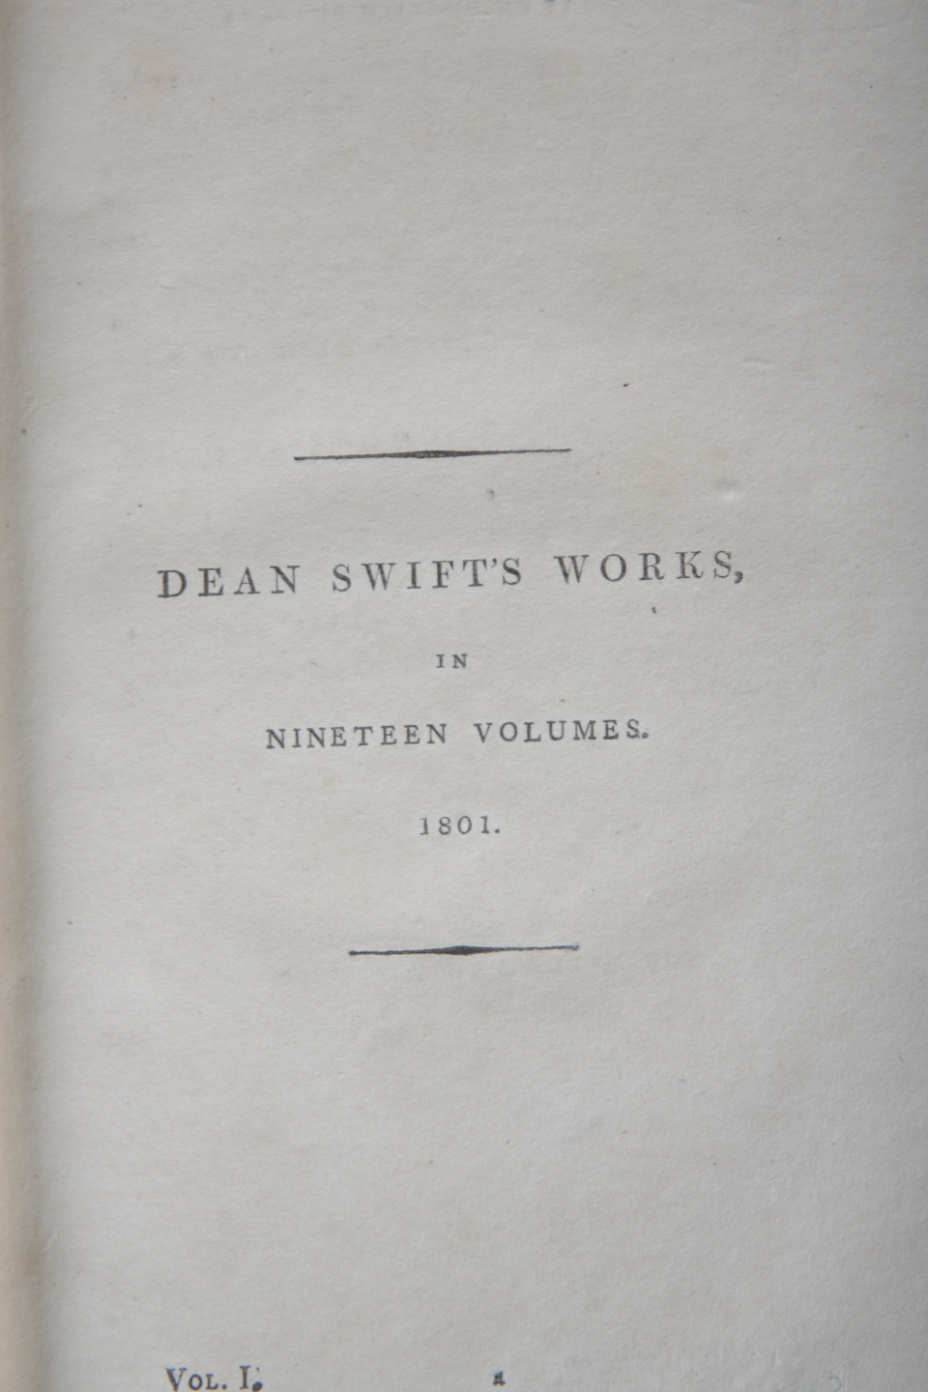 DEAN SWIFT'S WORKS,
IN
NINETEEN VOLUMES.
1801.
VOL. I. a